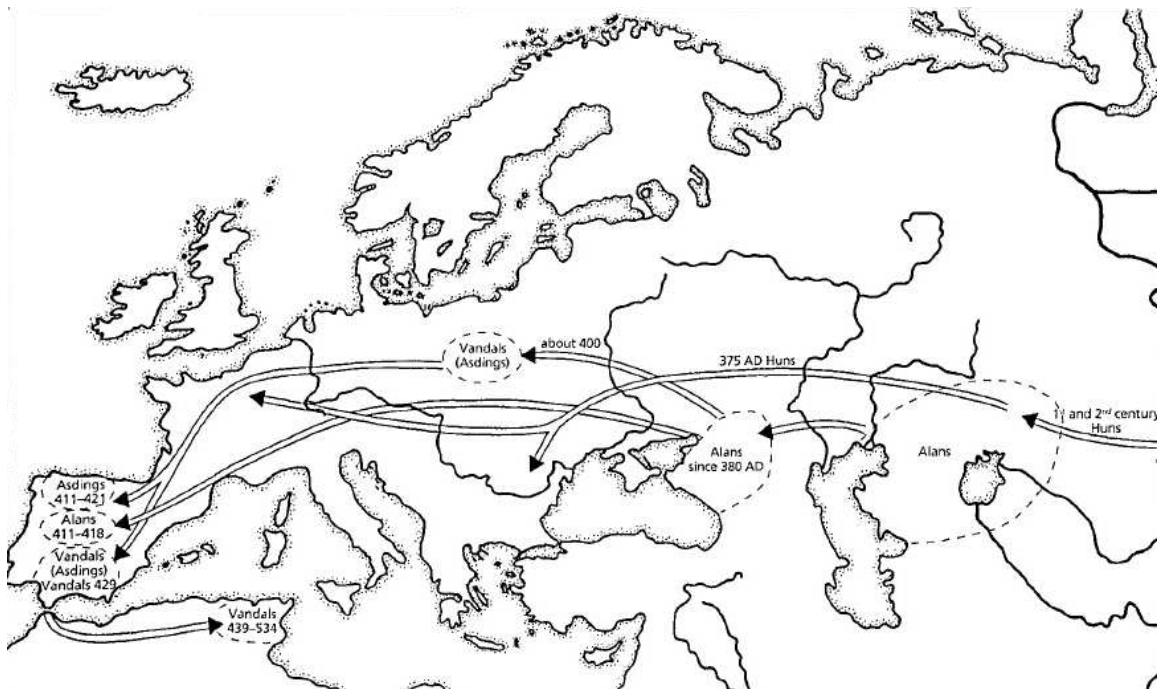 Vandals
(Asdings)
about 400
375 AD Huns
and 2nd century
Huns
Alans
since 380 AD
Alans
Asdings
411–421
Alans
411–418
Vandals
(Asdings)
Vandals 429
Vandals
439–534